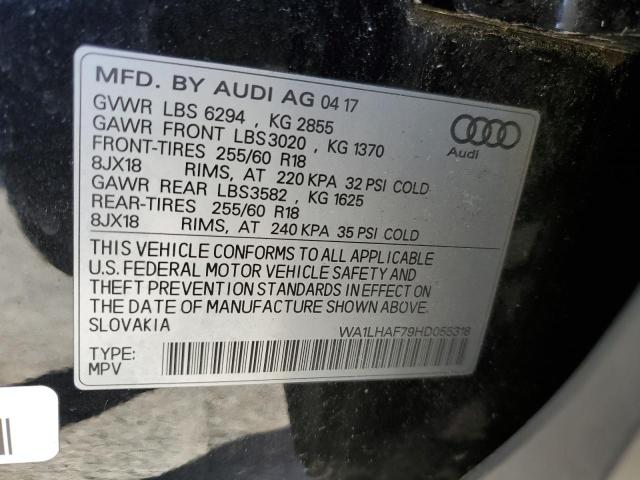 MFD. BY AUDI AG 04 17
GVWR LBS 6294 , KG 2855
GAWR FRONT LBS3020 , KG 1370
FRONT-TIRES 255/60 R18
8JX18 RIMS, AT 220 KPA 32 PSI COLD
GAWR REAR LBS3582 , KG 1625
REAR-TIRES 255/60 R18
8JX18 RIMS, AT 240 KPA 35 PSI COLD
Audi
THIS VEHICLE CONFORMS TO ALL APPLICABLE
U.S. FEDERAL MOTOR VEHICLE SAFETY AND
THEFT PREVENTION STANDARDS IN EFFECT ON
THE DATE OF MANUFACTURE SHOWN ABOVE.
SLOVAKIA
WA1LHAF79HD055318
TYPE:
MPV